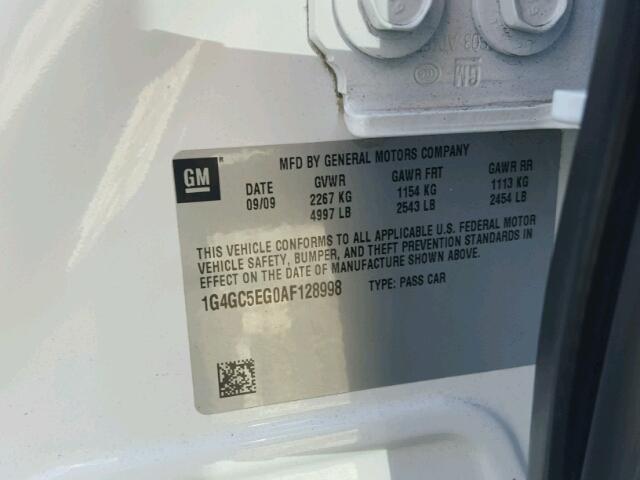 GM
GM
MFD BY GENERAL MOTORS COMPANY
DATE GVWR GAWR FRT GAWR RR
09/09 2267 KG 1154 KG 1113 KG
4997 LB 2543 LB 2454 LB
THIS VEHICLE CONFORMS TO ALL APPLICABLE U.S. FEDERAL MOTOR
VEHICLE SAFETY, BUMPER, AND THEFT PREVENTION STANDARDS IN
EFFECT ON THE DATE OF MANUFACTURE SHOWN ABOVE.
1G4GC5EG0AF128998 TYPE: PASS CAR